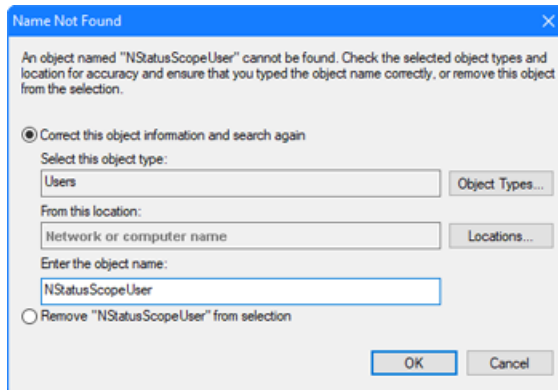 Name Not Found
An object named "NStatusScopeUser" cannot be found. Check the selected object types and
location for accuracy and ensure that you typed the object name correctly, or remove this object
from the selection.
Correct this object information and search again
Select this object type:
Users
Object Types...
From this location:
Network or computer name
Locations...
Enter the object name:
NStatusScopeUser
Remove "NStatusScopeUser" from selection
OK
Cancel